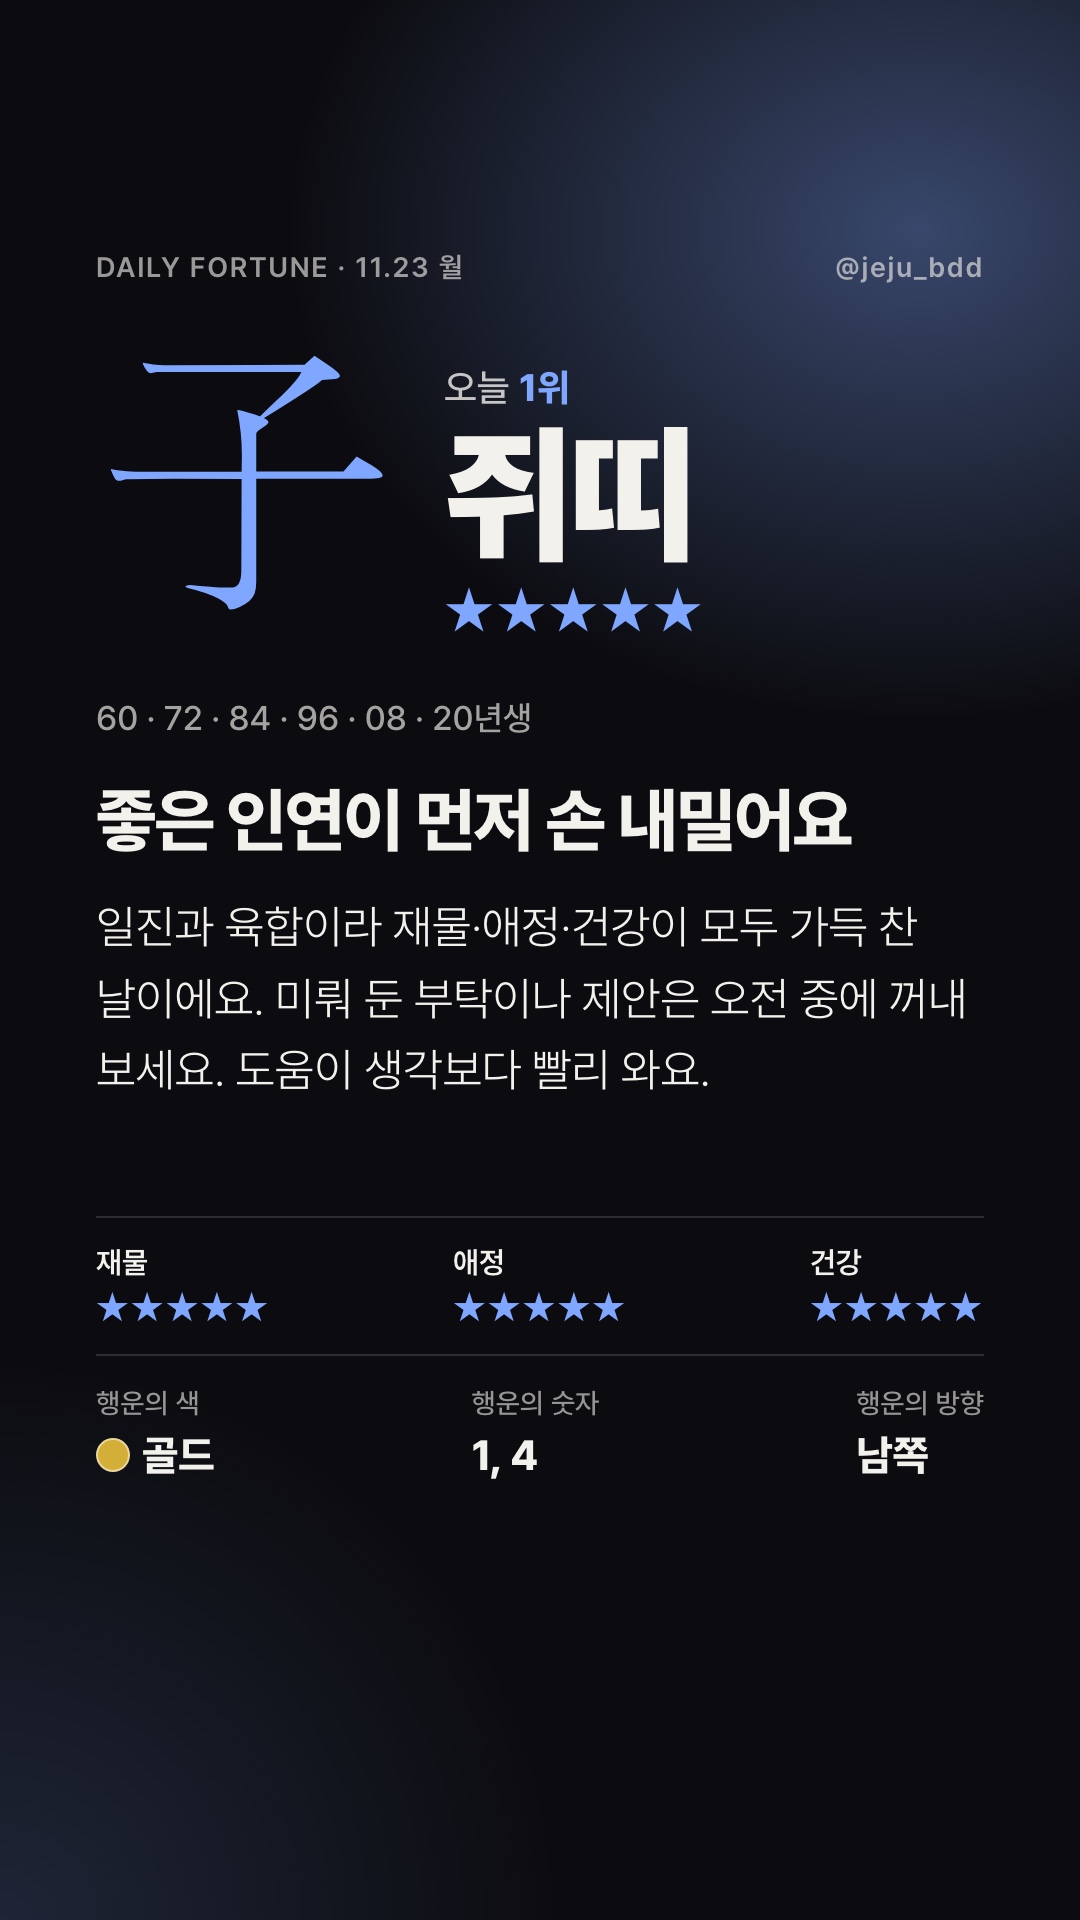 DAILY FORTUNE · 11.23 월
@jeju_bdd
子
오늘 1위
쥐띠
★★★★★
60 · 72 · 84 · 96 · 08 · 20년생
좋은 인연이 먼저 손 내밀어요
일진과 육합이라 재물·애정·건강이 모두 가득 찬
날이에요. 미뤄 둔 부탁이나 제안은 오전 중에 꺼내
보세요. 도움이 생각보다 빨리 와요.
재물 애정 건강
★★★★★ ★★★★★ ★★★★★
행운의 색 행운의 숫자 행운의 방향
골드 1, 4 남쪽